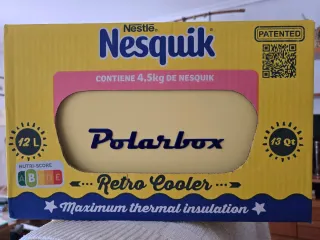 Nestlé
Nesquik
PATENTED
CONTIENE 4.5kg DE NESQUIK
Polarbox
12 L
13 Qt
NUTRI-SCORE
A B C D E
Retro Cooler
Maximum thermal insulation